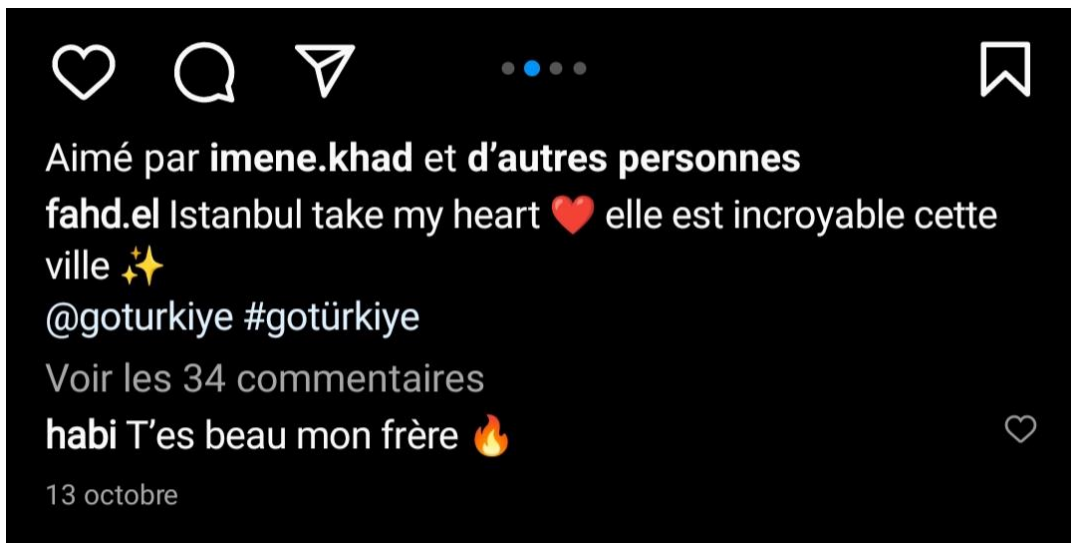 Aimé par imene.khad et d'autres personnes
fahd.el Istanbul take my heart ❤️ elle est incroyable cette
ville ✨
@goturkiye #gotürkiye
Voir les 34 commentaires
habi T'es beau mon frère 🔥
13 octobre